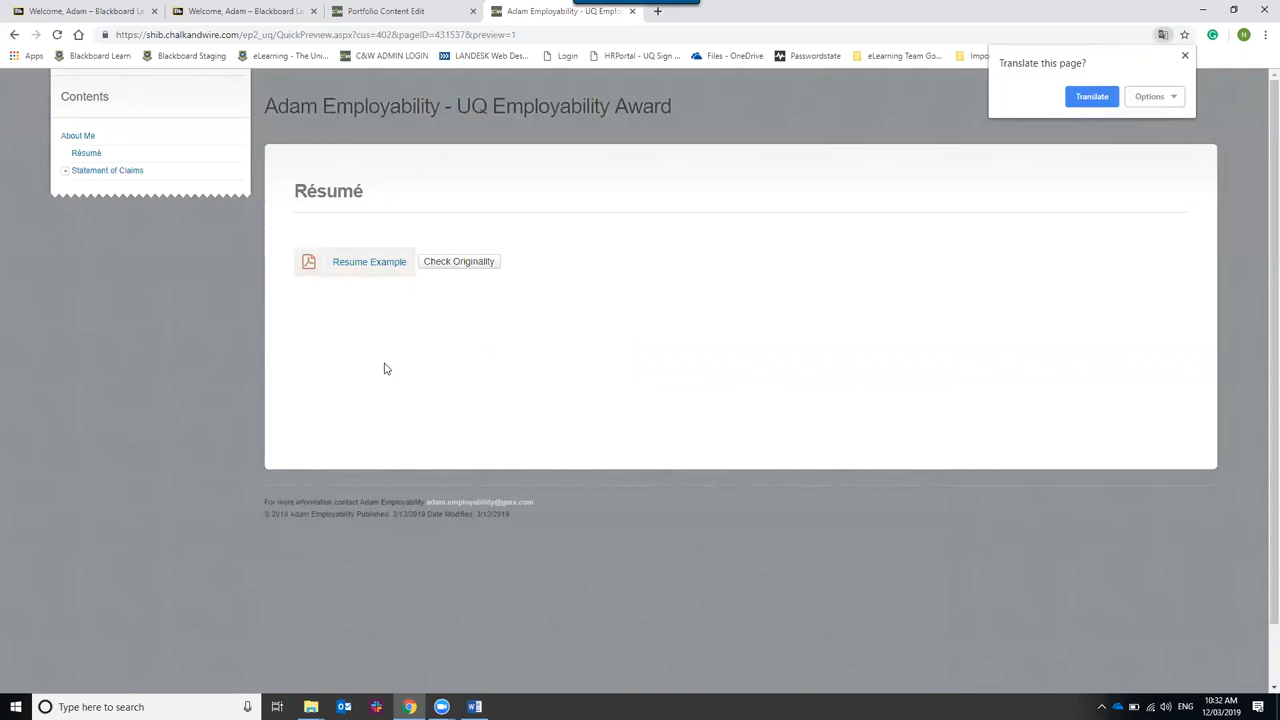 Welcome, Adam – Blackboard Le
Welcome, Adam – Blackboard Le
Portfolio Content Edit
Adam Employability - UQ Emplo
https://shib.chalkandwire.com/ep2_uq/QuickPreview.aspx?cus=402&pageID=431537&preview=1
N
Apps
Blackboard Learn
Blackboard Staging
eLearning - The Uni...
C&W ADMIN LOGIN
LANDESK Web Des...
Login
HRPortal - UQ Sign ...
Files - OneDrive
Passwordstate
eLearning Team Go...
Impo
Translate this page?
Translate
Options
Contents
About Me
Résumé
Statement of Claims
Adam Employability - UQ Employability Award
Résumé
Resume Example
Check Originality
For more information contact Adam Employability adam.employability@gmx.com
© 2019 Adam Employability Published: 3/12/2019 Date Modified: 3/12/2019
Type here to search
ENG
10:32 AM
12/03/2019